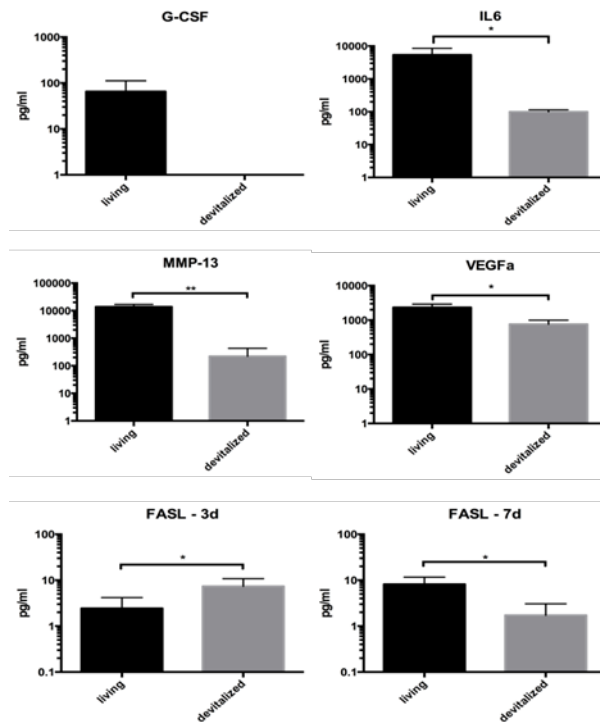 G-CSF
pg/ml
1000
100
10
1
living
devitalized
IL6
*
pg/ml
10000
1000
100
10
1
living
devitalized
MMP-13
**
pg/ml
100000
10000
1000
100
10
1
living
devitalized
VEGFa
*
pg/ml
10000
1000
100
10
1
living
devitalized
FASL - 3d
*
pg/ml
100
10
1
0.1
living
devitalized
FASL - 7d
*
pg/ml
100
10
1
0.1
living
devitalized